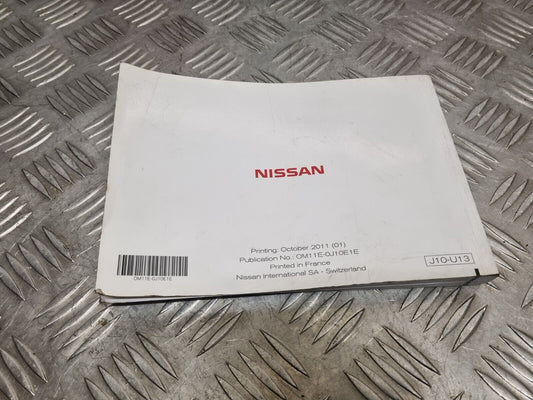 NISSAN
Printing: October 2011 (01)
Publication No.: OM11E-0J10E1E
Printed in France
Nissan International SA - Switzerland
OM11E-0J10E1E
J10-U13